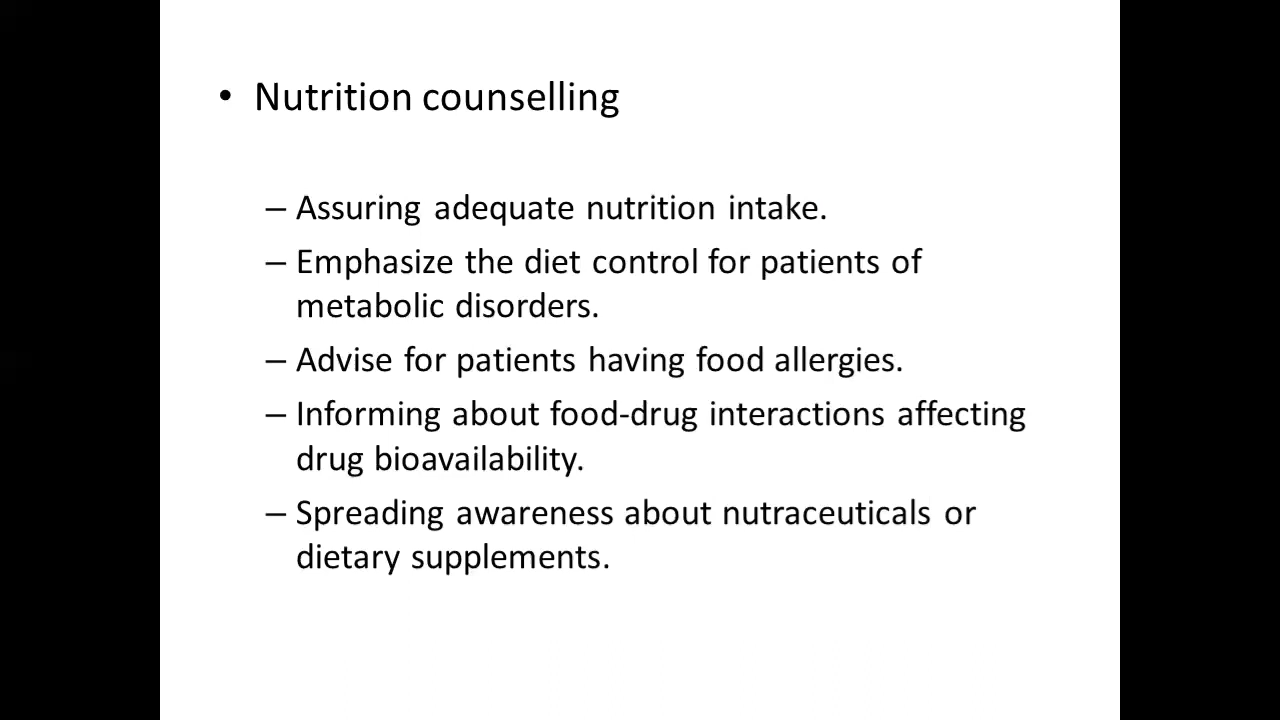 • Nutrition counselling
– Assuring adequate nutrition intake.
– Emphasize the diet control for patients of
metabolic disorders.
– Advise for patients having food allergies.
– Informing about food-drug interactions affecting
drug bioavailability.
– Spreading awareness about nutraceuticals or
dietary supplements.